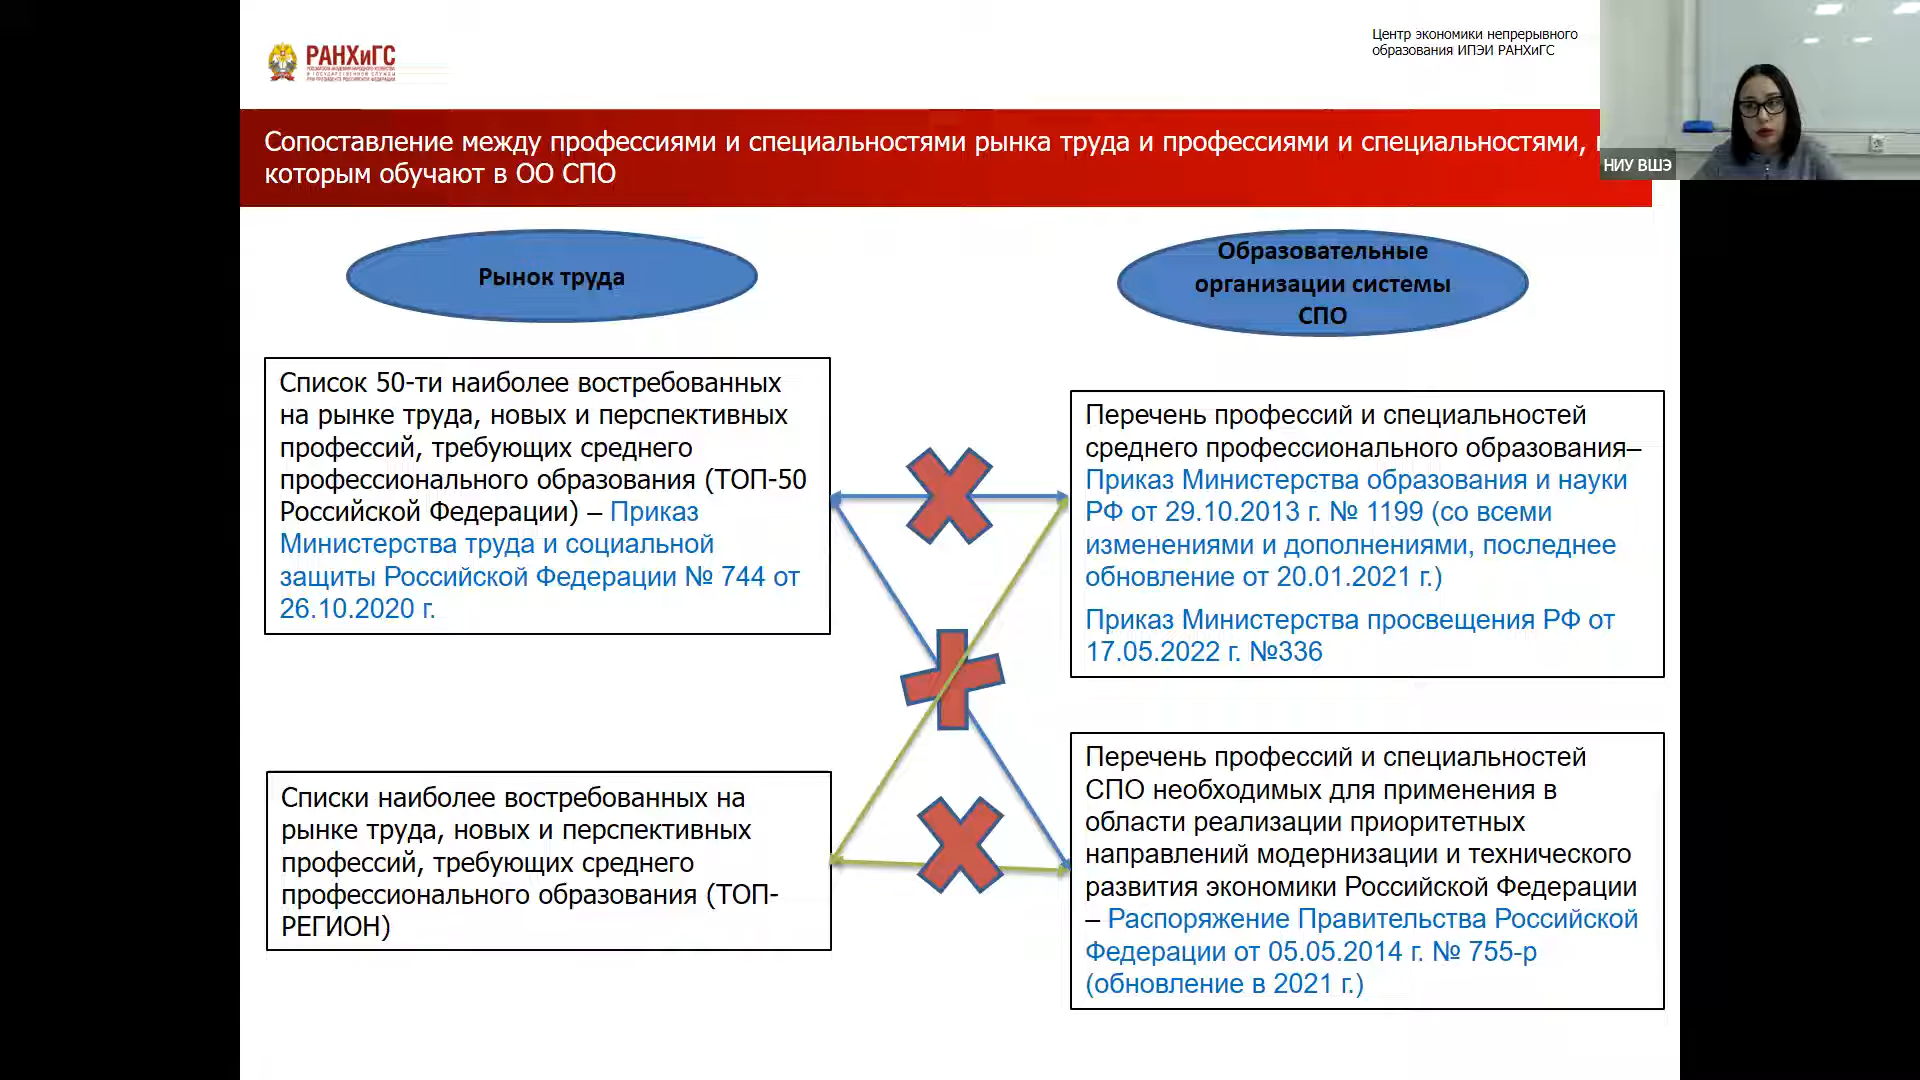 РАНХиГС
Центр экономики непрерывного
образования ИПЭИ РАНХиГС
НИУ ВШЭ
Сопоставление между профессиями и специальностями рынка труда и профессиями и специальностями,
которым обучают в ОО СПО
Рынок труда
Образовательные
организации системы
СПО
Список 50-ти наиболее востребованных
на рынке труда, новых и перспективных
профессий, требующих среднего
профессионального образования (ТОП-50
Российской Федерации) – Приказ
Министерства труда и социальной
защиты Российской Федерации № 744 от
26.10.2020 г.
Перечень профессий и специальностей
среднего профессионального образования–
Приказ Министерства образования и науки
РФ от 29.10.2013 г. № 1199 (со всеми
изменениями и дополнениями, последнее
обновление от 20.01.2021 г.)
Приказ Министерства просвещения РФ от
17.05.2022 г. №336
Списки наиболее востребованных на
рынке труда, новых и перспективных
профессий, требующих среднего
профессионального образования (ТОП-
РЕГИОН)
Перечень профессий и специальностей
СПО необходимых для применения в
области реализации приоритетных
направлений модернизации и технического
развития экономики Российской Федерации
– Распоряжение Правительства Российской
Федерации от 05.05.2014 г. № 755-р
(обновление в 2021 г.)